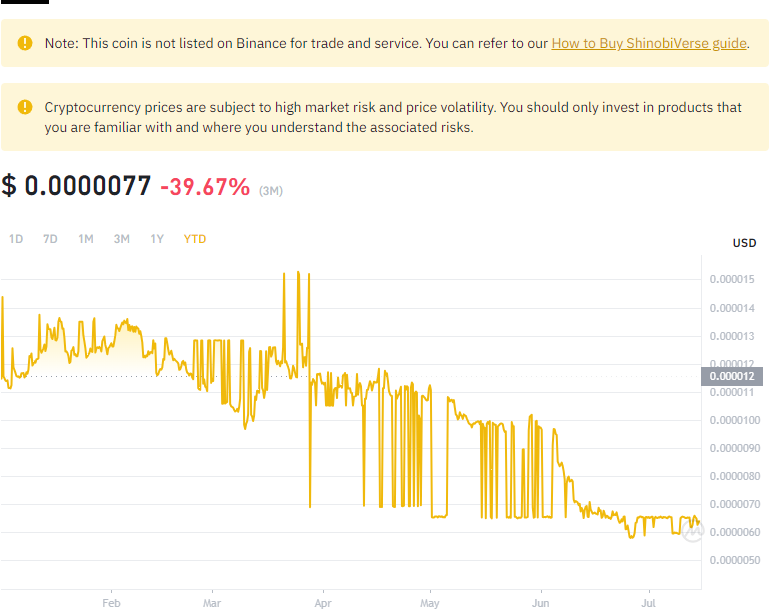 Note: This coin is not listed on Binance for trade and service. You can refer to our How to Buy ShinobiVerse guide.
Cryptocurrency prices are subject to high market risk and price volatility. You should only invest in products that
you are familiar with and where you understand the associated risks.
$ 0.0000077 -39.67% (3M)
1D 7D 1M 3M 1Y YTD
USD
0.000015
0.000014
0.000013
0.000012
0.000012
0.000011
0.0000100
0.0000090
0.0000080
0.0000070
0.0000060
0.0000050
Feb Mar Apr May Jun Jul